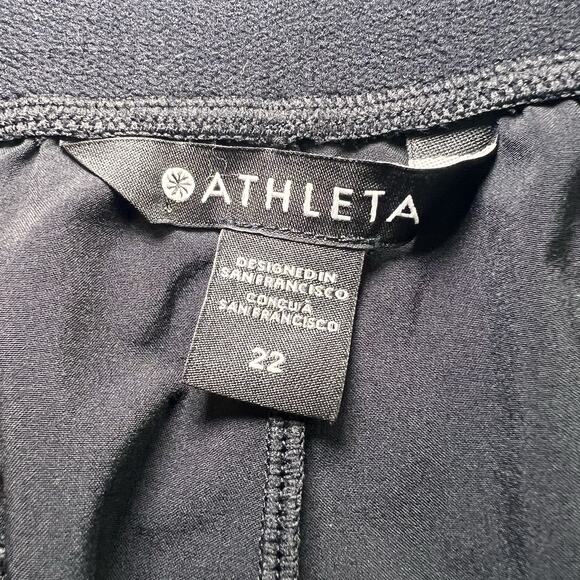 ATHLETA
DESIGNED IN
SAN FRANCISCO
CONÇU À
SAN FRANCISCO
22